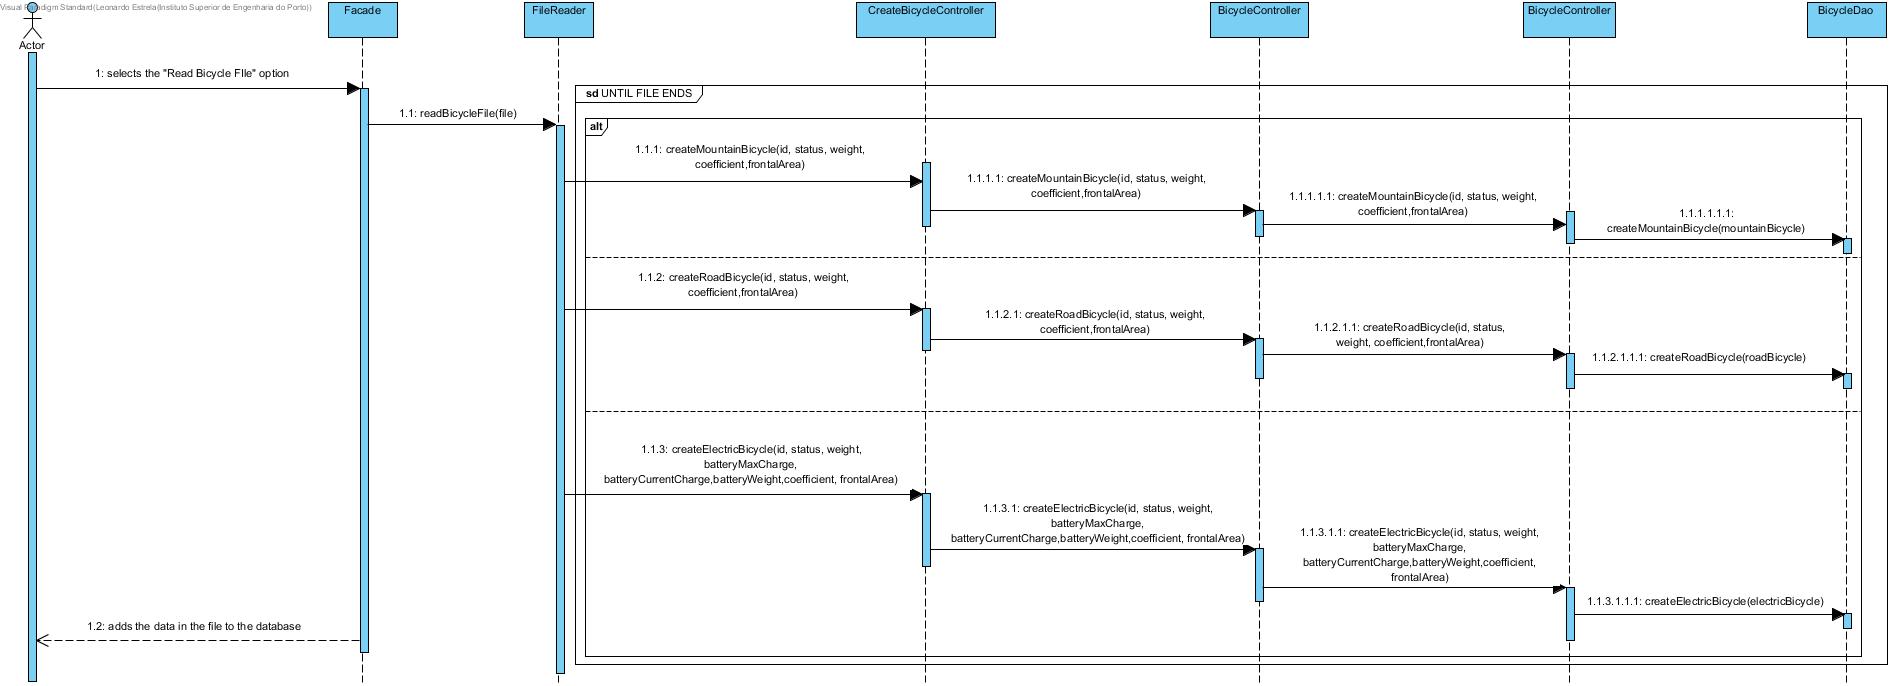 Visual Paradigm Standard(Leonardo Estrela(Instituto Superior de Engenharia do Porto))
Actor
Facade
FileReader
CreateBicycleController
BicycleController
BicycleController
BicycleDao
1: selects the "Read Bicycle FIle" option
1.1: readBicycleFile(file)
sd UNTIL FILE ENDS
alt
1.1.1: createMountainBicycle(id, status, weight,
coefficient,frontalArea)
1.1.1.1: createMountainBicycle(id, status, weight,
coefficient,frontalArea)
1.1.1.1.1: createMountainBicycle(id, status, weight,
coefficient,frontalArea)
1.1.1.1.1.1:
createMountainBicycle(mountainBicycle)
1.1.2: createRoadBicycle(id, status, weight,
coefficient,frontalArea)
1.1.2.1: createRoadBicycle(id, status, weight,
coefficient,frontalArea)
1.1.2.1.1: createRoadBicycle(id, status,
weight, coefficient,frontalArea)
1.1.2.1.1.1: createRoadBicycle(roadBicycle)
1.1.3: createElectricBicycle(id, status, weight,
batteryMaxCharge,
batteryCurrentCharge,batteryWeight,coefficient, frontalArea)
1.1.3.1: createElectricBicycle(id, status, weight,
batteryMaxCharge,
batteryCurrentCharge,batteryWeight,coefficient, frontalArea)
1.1.3.1.1: createElectricBicycle(id, status, weight,
batteryMaxCharge,
batteryCurrentCharge,batteryWeight,coefficient,
frontalArea)
1.1.3.1.1.1: createElectricBicycle(electricBicycle)
1.2: adds the data in the file to the database